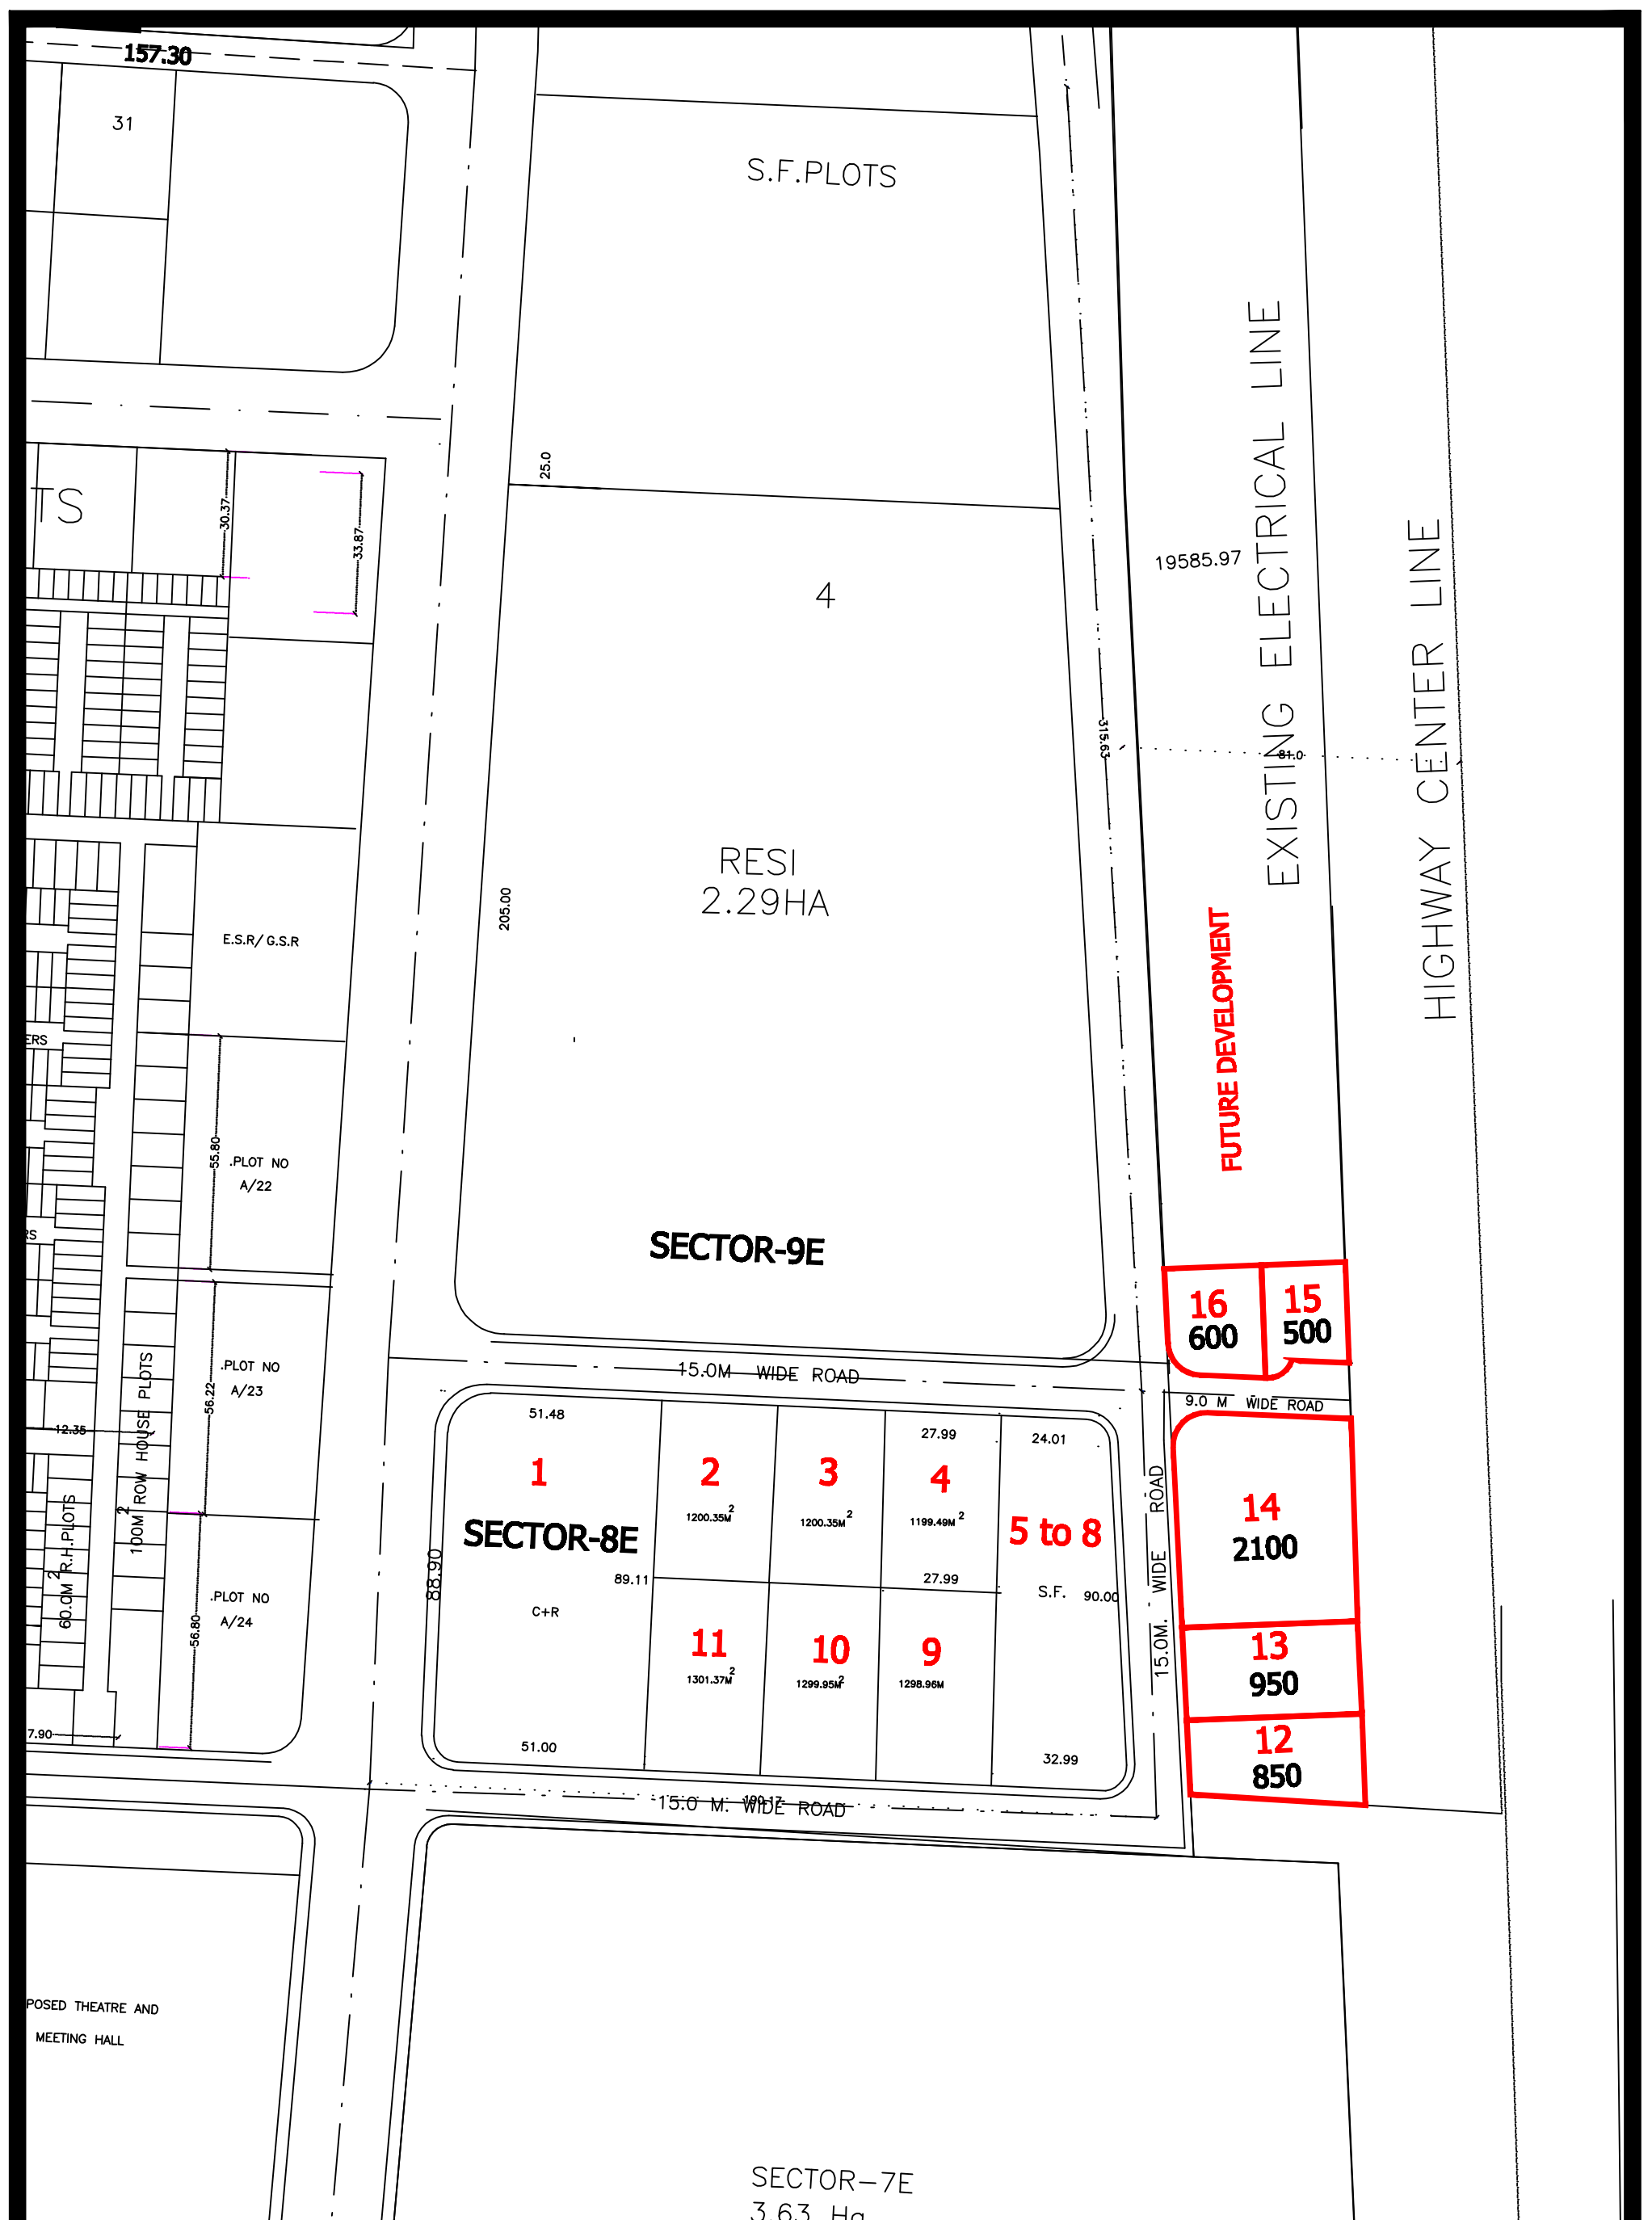 157.30
31
S.F.PLOTS
TS
30.37
33.87
25.0
4
19585.97
EXISTING ELECTRICAL LINE
HIGHWAY CENTER LINE
315.63
81.0
RESI
2.29HA
205.00
E.S.R/ G.S.R
ERS
FUTURE DEVELOPMENT
55.80
.PLOT NO
A/22
RS
SECTOR-9E
16
600
15
500
.PLOT NO
A/23
56.22
15.0M WIDE ROAD
9.0 M WIDE ROAD
12.35
100M2 ROW HOUSE PLOTS
60.0M2 R.H.PLOTS
51.48
27.99
24.01
1
2
3
4
1200.35M2
1200.35M2
1199.49M2
5 to 8
SECTOR-8E
14
2100
15.0M. WIDE ROAD
88.90
89.11
27.99
S.F. 90.00
C+R
.PLOT NO
A/24
56.80
11
10
9
1301.37M2
1299.95M2
1298.96M
13
950
7.90
51.00
32.99
12
850
190.17
15.0 M. WIDE ROAD
POSED THEATRE AND
MEETING HALL
SECTOR-7E
3.63 Ha